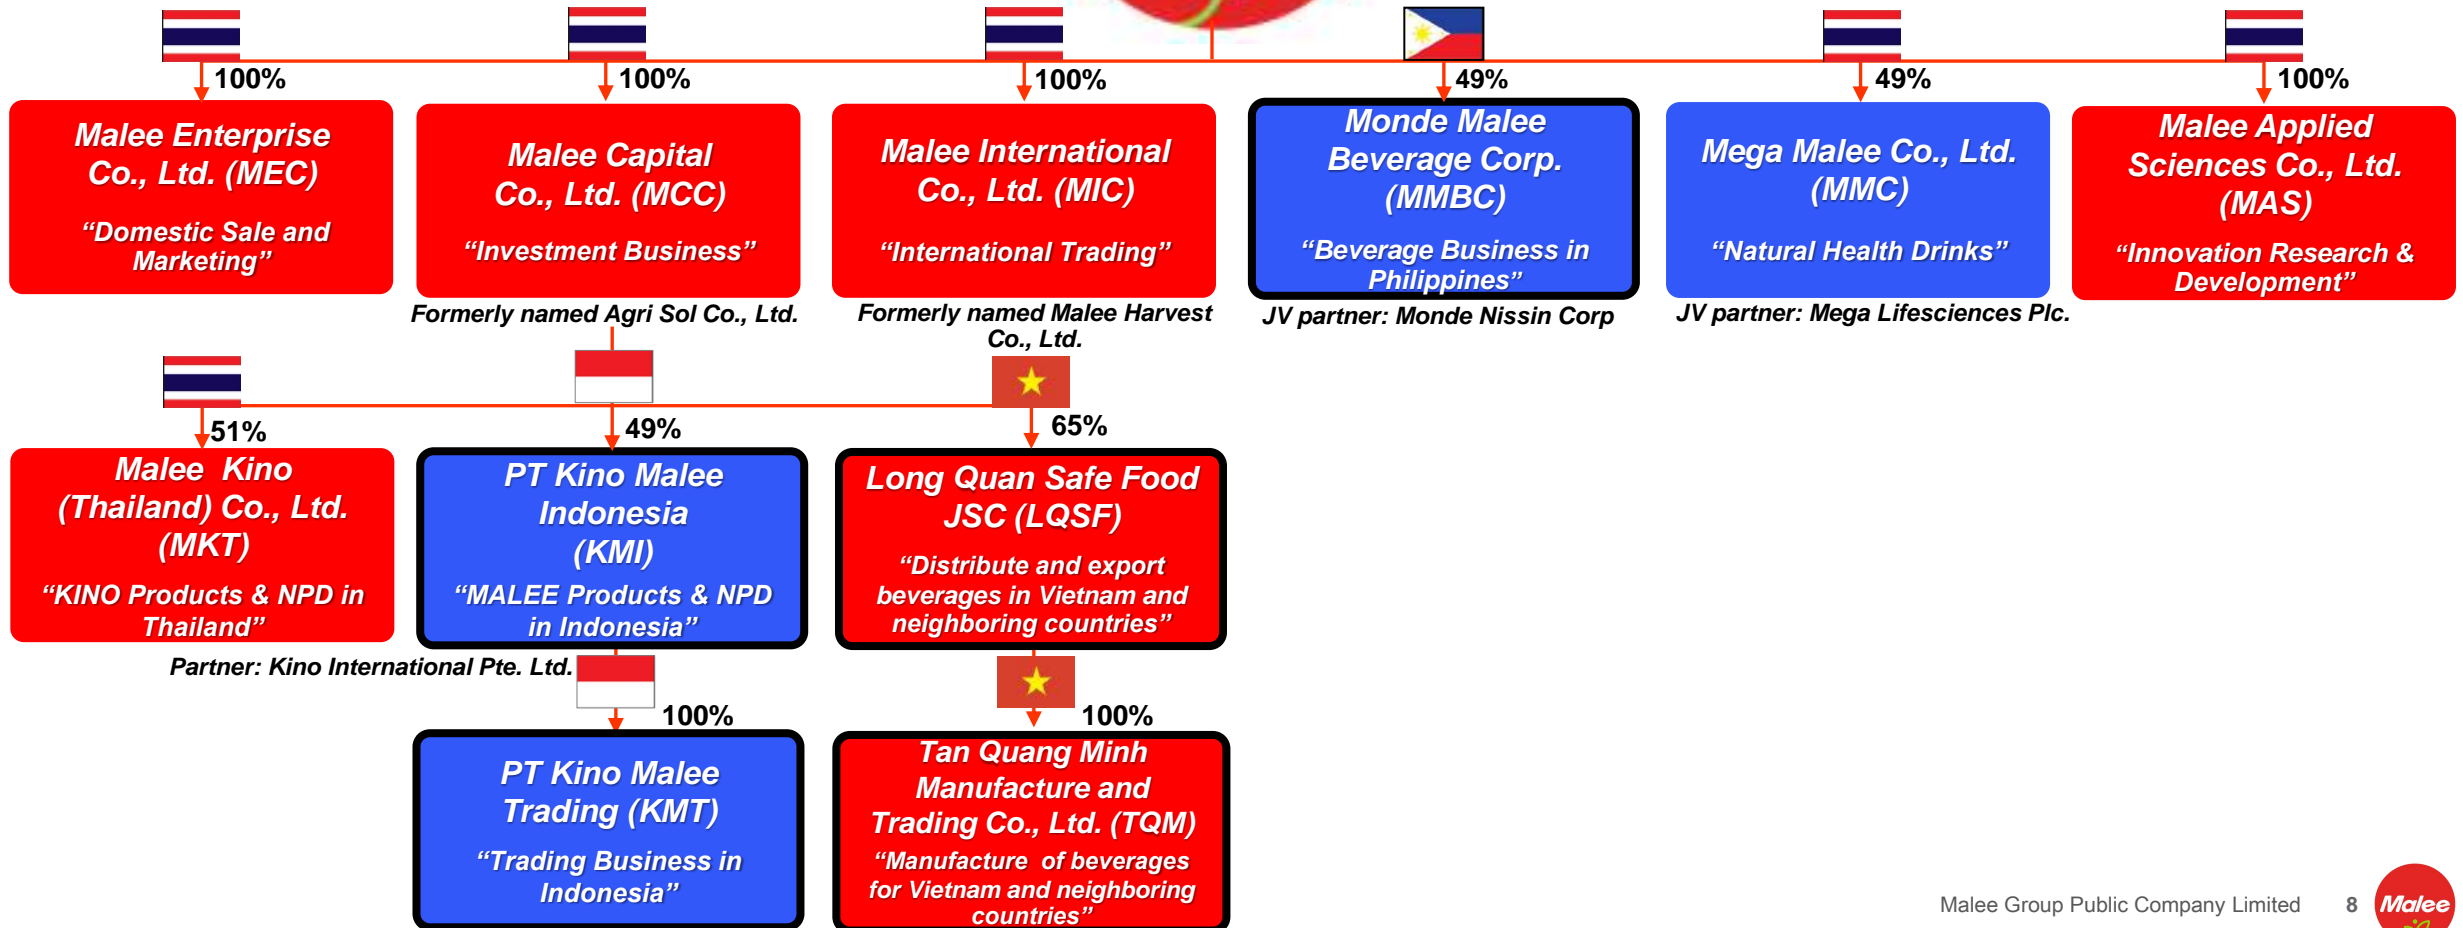 100%
100%
100%
49%
49%
100%
Malee Enterprise
Co., Ltd. (MEC)
“Domestic Sale and
Marketing”
Malee Capital
Co., Ltd. (MCC)
“Investment Business”
Formerly named Agri Sol Co., Ltd.
Malee International
Co., Ltd. (MIC)
“International Trading”
Formerly named Malee Harvest
Co., Ltd.
Monde Malee
Beverage Corp.
(MMBC)
“Beverage Business in
Philippines”
JV partner: Monde Nissin Corp
Mega Malee Co., Ltd.
(MMC)
“Natural Health Drinks”
JV partner: Mega Lifesciences Plc.
Malee Applied
Sciences Co., Ltd.
(MAS)
“Innovation Research &
Development”
51%
49%
65%
Malee Kino
(Thailand) Co., Ltd.
(MKT)
“KINO Products & NPD in
Thailand”
PT Kino Malee
Indonesia
(KMI)
“MALEE Products & NPD
in Indonesia”
Long Quan Safe Food
JSC (LQSF)
“Distribute and export
beverages in Vietnam and
neighboring countries”
Partner: Kino International Pte. Ltd.
100%
100%
PT Kino Malee
Trading (KMT)
“Trading Business in
Indonesia”
Tan Quang Minh
Manufacture and
Trading Co., Ltd. (TQM)
“Manufacture of beverages
for Vietnam and neighboring
countries”
Malee Group Public Company Limited 8
Malee